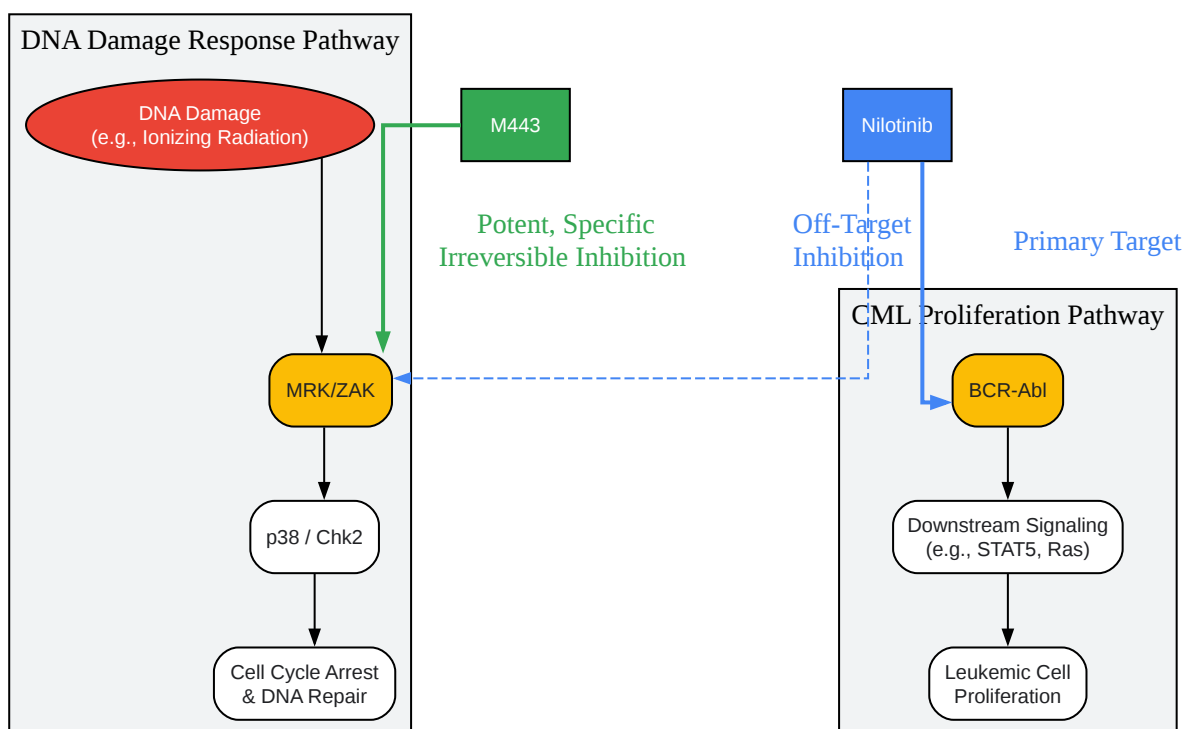 DNA Damage Response Pathway
DNA Damage
(e.g., Ionizing Radiation)
M443
Nilotinib
Potent, Specific
Irreversible Inhibition
Off-Target
Inhibition
Primary Target
CML Proliferation Pathway
MRK/ZAK
BCR-Abl
p38 / Chk2
Downstream Signaling
(e.g., STAT5, Ras)
Cell Cycle Arrest
& DNA Repair
Leukemic Cell
Proliferation